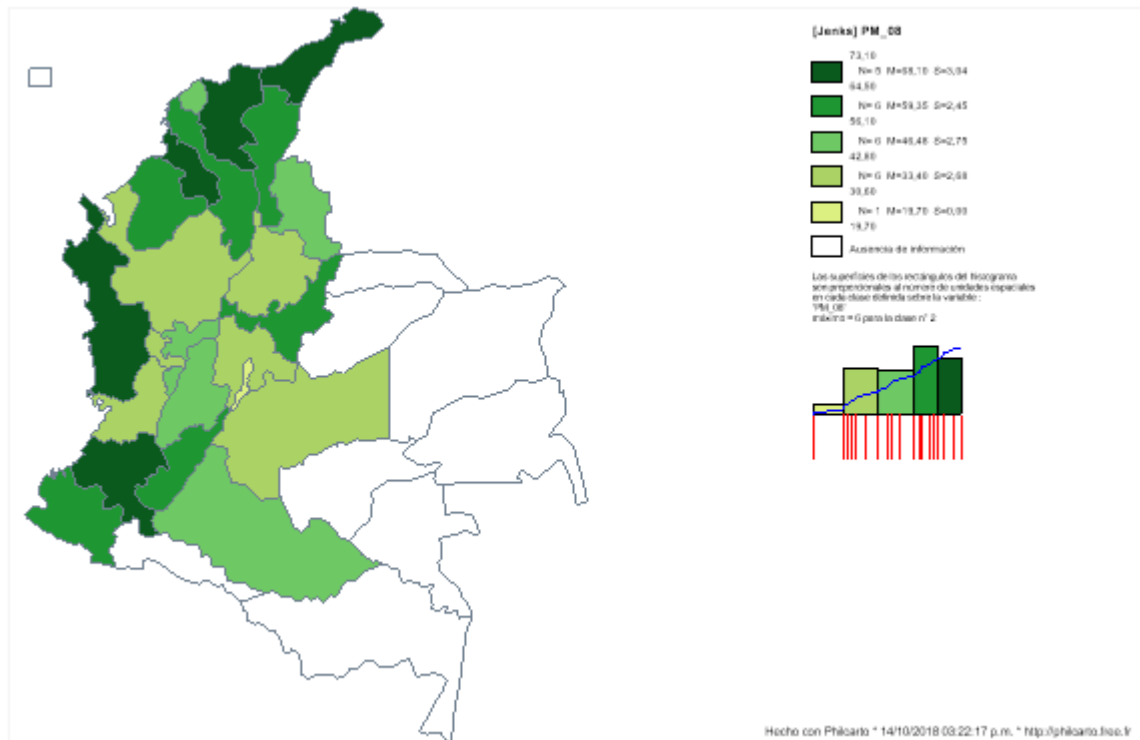 [Jenks] PM_08
73,10
N= 5 M=68,10 S=3,04
64,50
N= 6 M=59,35 S=2,45
56,10
N= 6 M=46,48 S=2,75
42,80
N= 6 M=33,40 S=2,68
30,60
N= 1 M=19,70 S=0,00
19,70
Ausencia de información
Las superficies de los rectángulos del histograma
son proporcionales al número de unidades espaciales
en cada clase definida sobre la variable :
'PM_08'
máximo = 6 para la clase n° 2
Hecho con Philcarto * 14/10/2018 03:22:17 p.m. * http://philcarto.free.fr